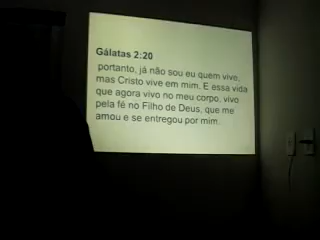 Gálatas 2:20
portanto, já não sou eu quem vive,
mas Cristo vive em mim. E essa vida
que agora vivo no meu corpo, vivo
pela fé no Filho de Deus, que me
amou e se entregou por mim.